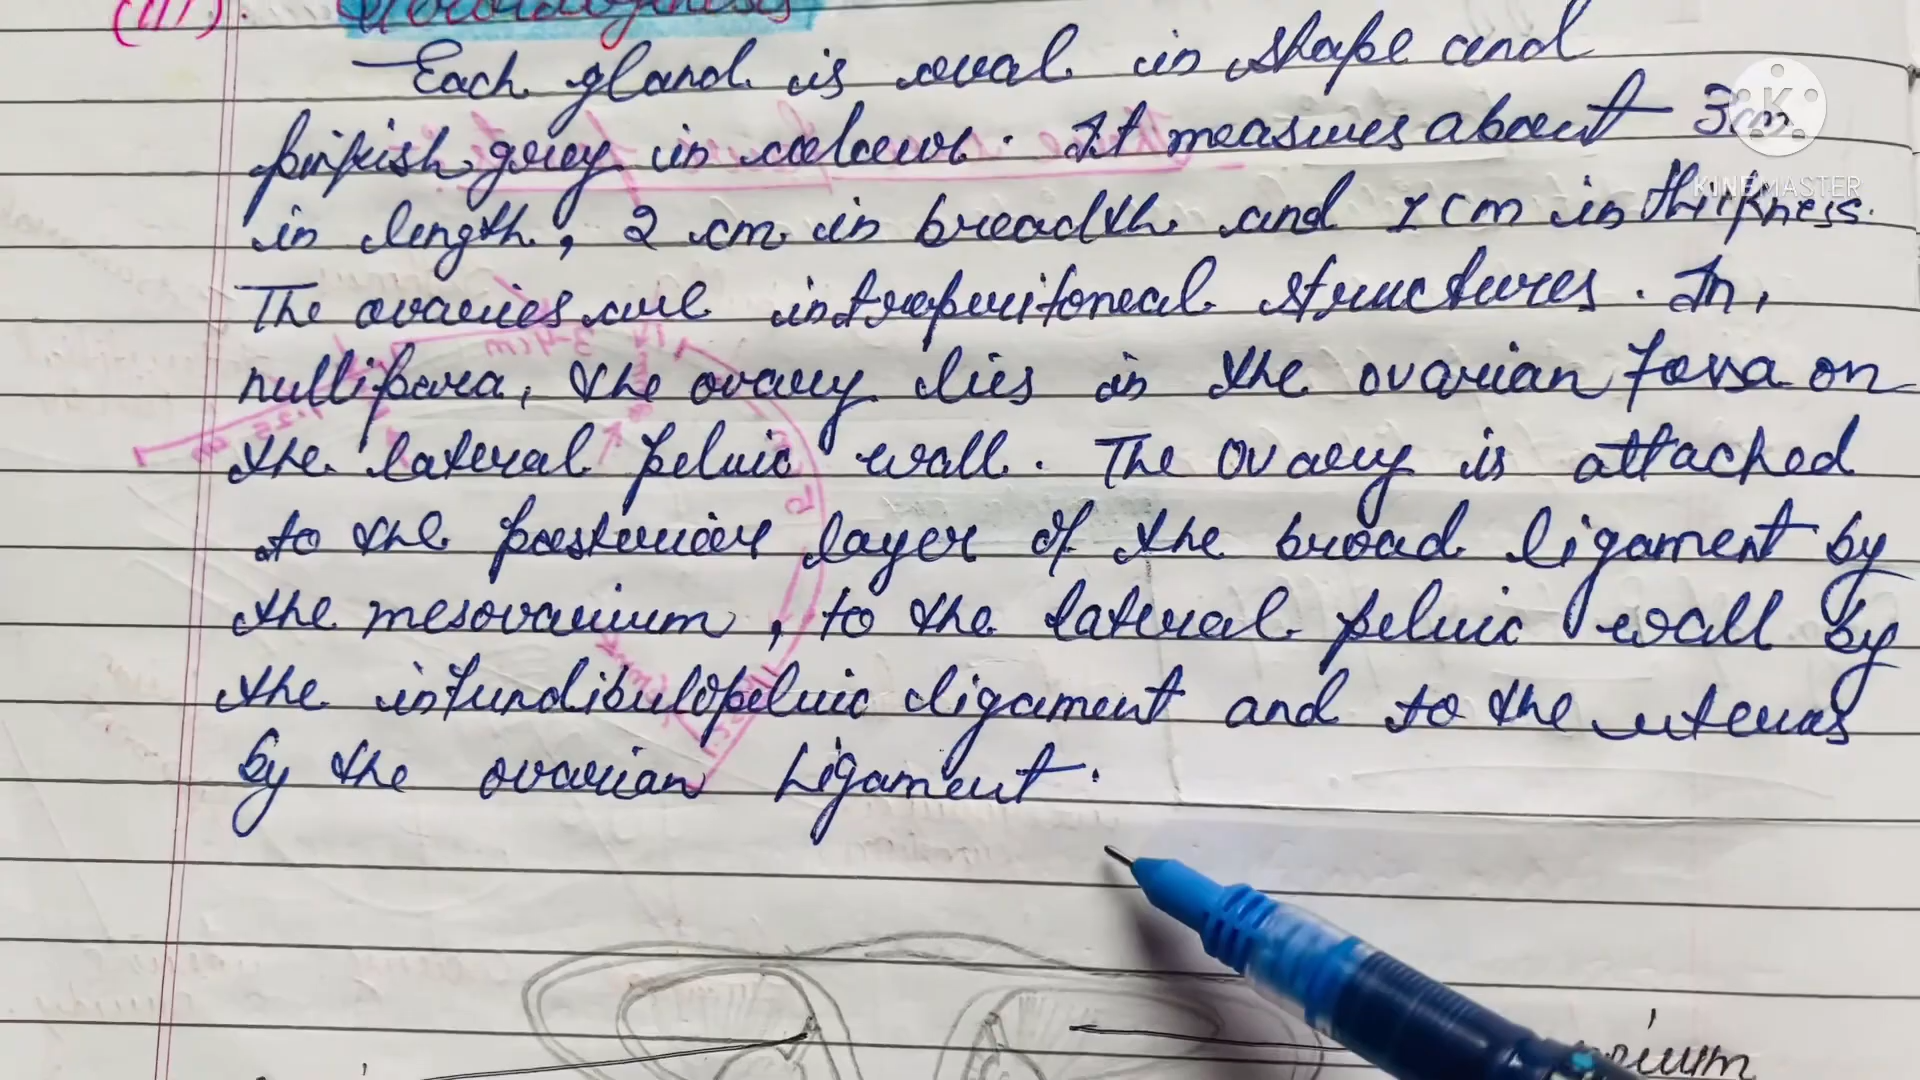 (III).
Each gland is oval in shape and
pinkish grey in colour. It measures about 3cm
KINEMASTER
in length, 2 cm in breadth and 1 cm in thikness.
The ovaries are intraperitoneal structures. In,
nullipara, the ovary lies in the ovarian fossa on
the lateral pelvic wall. The ovary is attached
to the posterior layer of the broad ligament by
the mesovarium, to the lateral pelvic wall by
the infundibulopelvic ligament and to the uterus
by the ovarian Ligament.